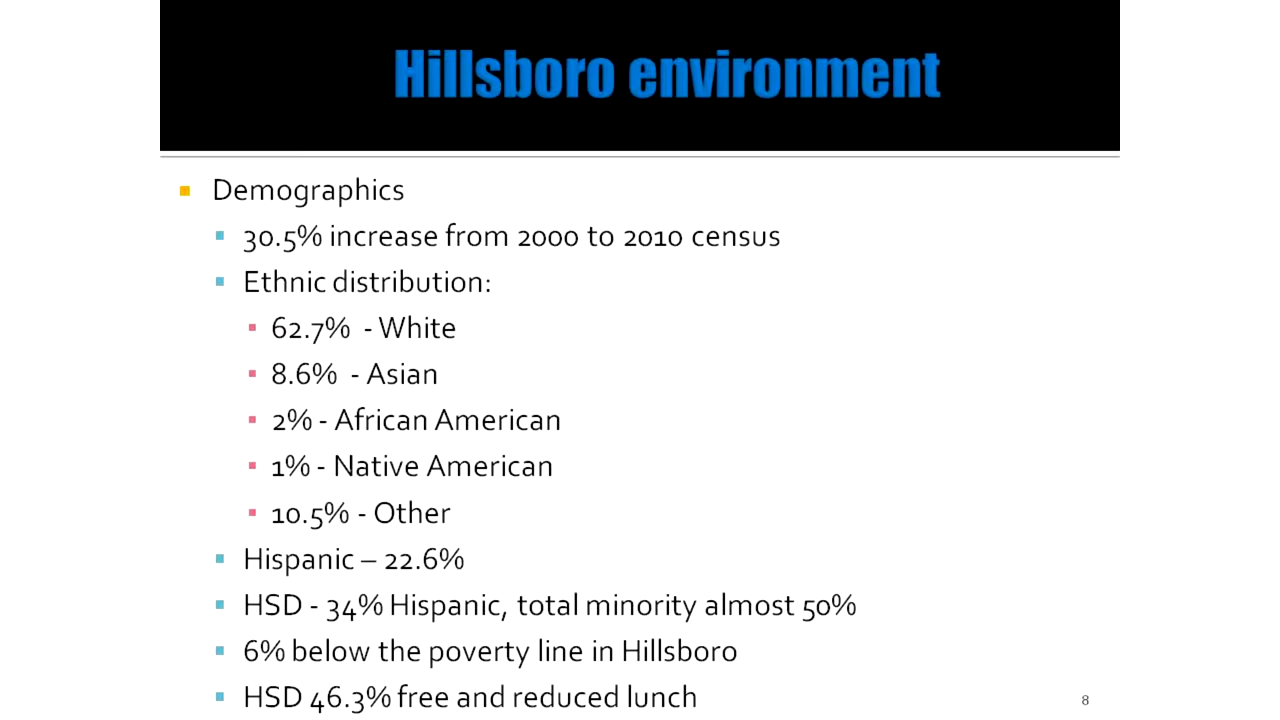 Hillsboro environment
Demographics
30.5% increase from 2000 to 2010 census
Ethnic distribution:
62.7%  - White
8.6%  - Asian
2% - African American
1% - Native American
10.5% - Other
Hispanic – 22.6%
HSD - 34% Hispanic, total minority almost 50%
6% below the poverty line in Hillsboro
HSD 46.3% free and reduced lunch
8